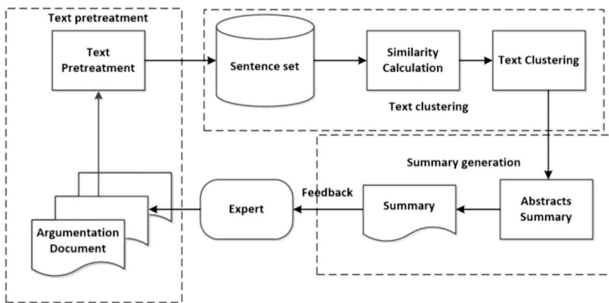 Text pretreatment
Text
Pretreatment
Sentence set
Similarity
Calculation
Text Clustering
Text clustering
Summary generation
Argumentation
Document
Expert
Feedback
Summary
Abstracts
Summary